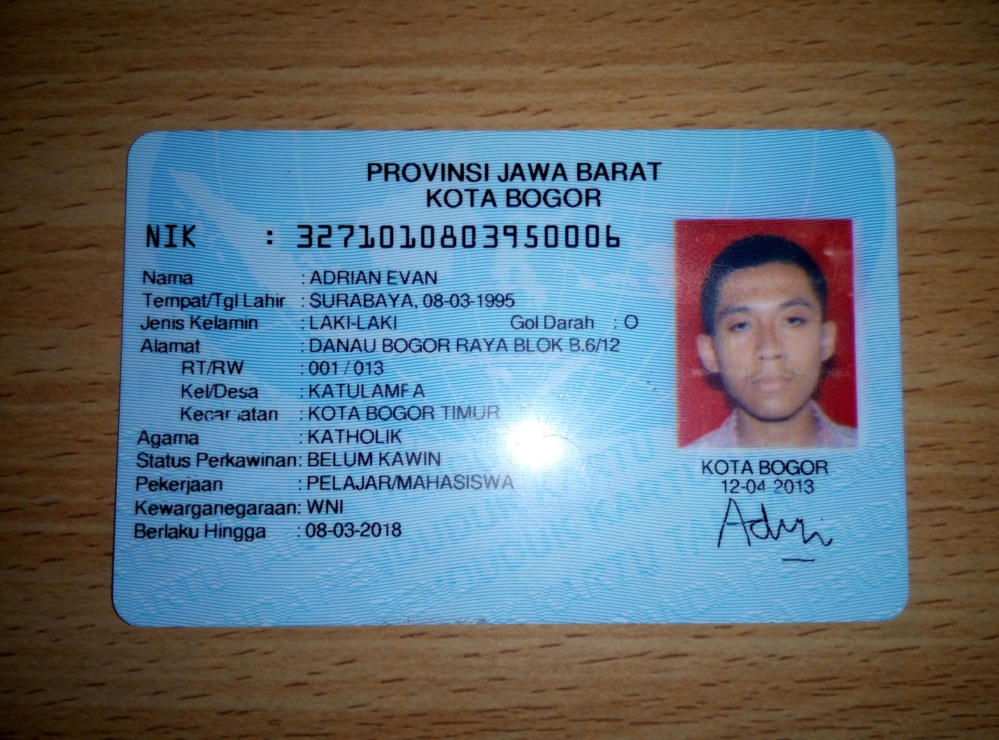 PROVINSI JAWA BARAT
KOTA BOGOR
NIK : 3271010803950006
Nama : ADRIAN EVAN
Tempat/Tgl Lahir : SURABAYA, 08-03-1995
Jenis Kelamin : LAKI-LAKI Gol Darah : O
Alamat : DANAU BOGOR RAYA BLOK B.6/12
RT/RW : 001 / 013
Kel/Desa : KATULAMPA
Kecamatan : KOTA BOGOR TIMUR
Agama : KATHOLIK
Status Perkawinan: BELUM KAWIN
Pekerjaan : PELAJAR/MAHASISWA
Kewarganegaraan: WNI
Berlaku Hingga : 08-03-2018
KOTA BOGOR
12-04-2013